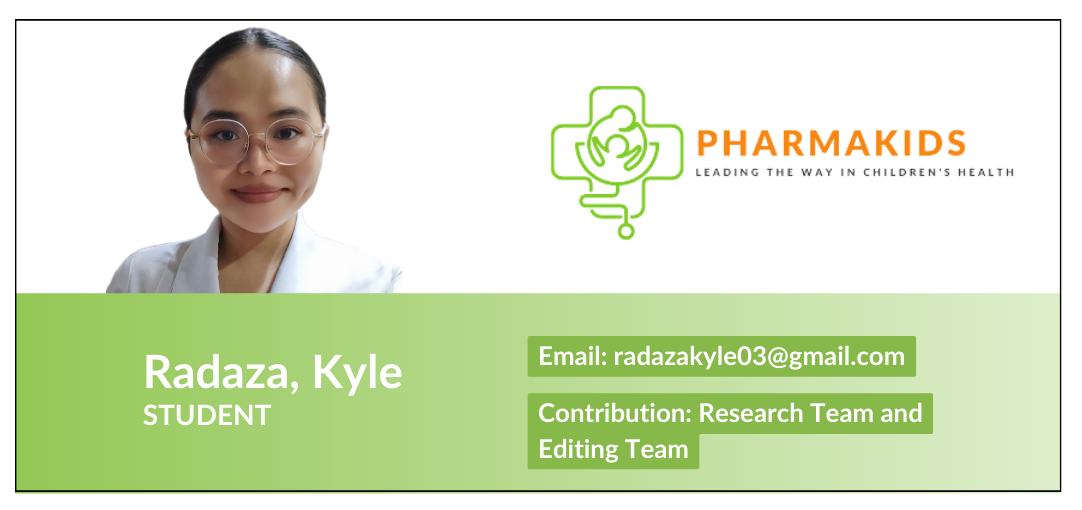 PHARMAKIDS
LEADING THE WAY IN CHILDREN'S HEALTH
Radaza, Kyle
STUDENT
Email: radazakyle03@gmail.com
Contribution: Research Team and
Editing Team